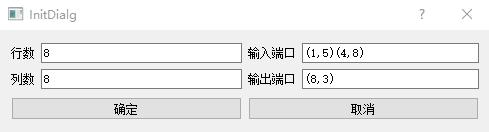 InitDialg
行数 8 输入端口 (1,5)(4,8)
列数 8 输出端口 (8,3)
确定 取消